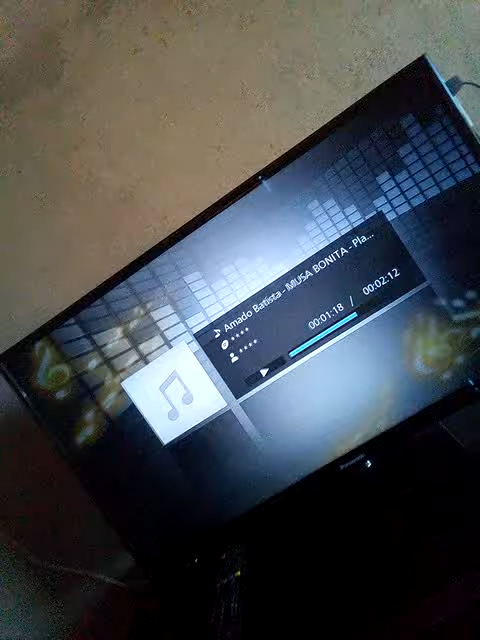 Amado Batista - MUSA BONITA - Pla...
****
****
00:01:18 / 00:02:12
Panasonic